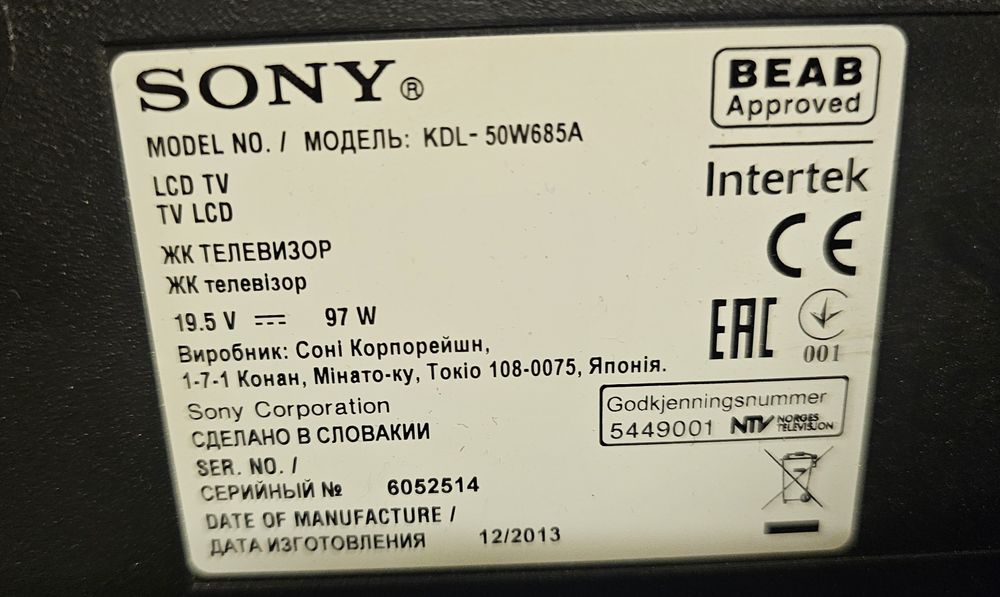 SONY®
BEAB
Approved
MODEL NO. / МОДЕЛЬ: KDL- 50W685A
Intertek
LCD TV
TV LCD
CE
ЖК ТЕЛЕВИЗОР
ЖК телевізор
19.5 V 97 W
EAC
001
Виробник: Соні Корпорейшн,
1-7-1 Конан, Мінато-ку, Токіо 108-0075, Японія.
Sony Corporation
Godkjenningsnummer
5449001 NTV NORGES TELEVISJON
СДЕЛАНО В СЛОВАКИИ
SER. NO. /
СЕРИЙНЫЙ № 6052514
DATE OF MANUFACTURE /
ДАТА ИЗГОТОВЛЕНИЯ 12/2013